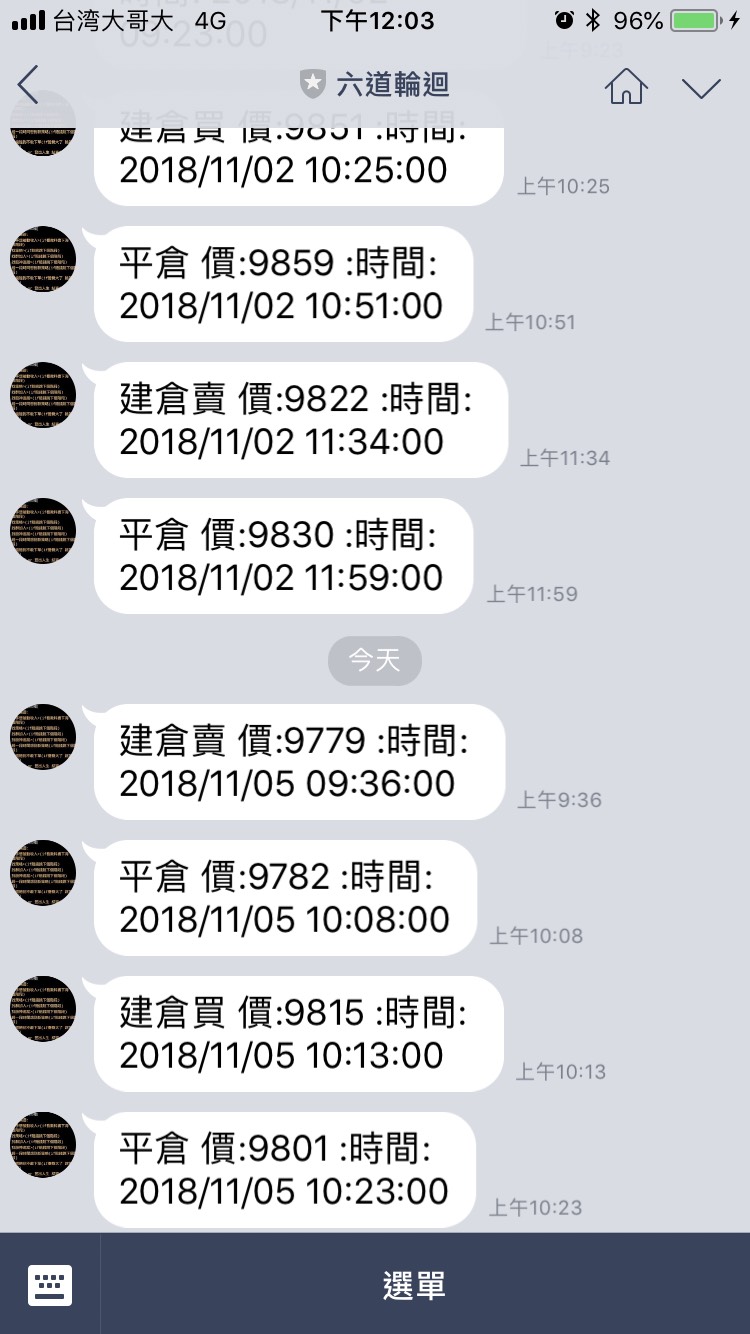 台湾大哥大 4G 下午12:03 96%
09:23:00
上午9:23
六道輪迴
建倉買 價:9851 :時間:
2018/11/02 10:25:00
上午10:25
平倉 價:9859 :時間:
2018/11/02 10:51:00
上午10:51
建倉賣 價:9822 :時間:
2018/11/02 11:34:00
上午11:34
平倉 價:9830 :時間:
2018/11/02 11:59:00
上午11:59
今天
建倉賣 價:9779 :時間:
2018/11/05 09:36:00
上午9:36
平倉 價:9782 :時間:
2018/11/05 10:08:00
上午10:08
建倉買 價:9815 :時間:
2018/11/05 10:13:00
上午10:13
平倉 價:9801 :時間:
2018/11/05 10:23:00
上午10:23
選單